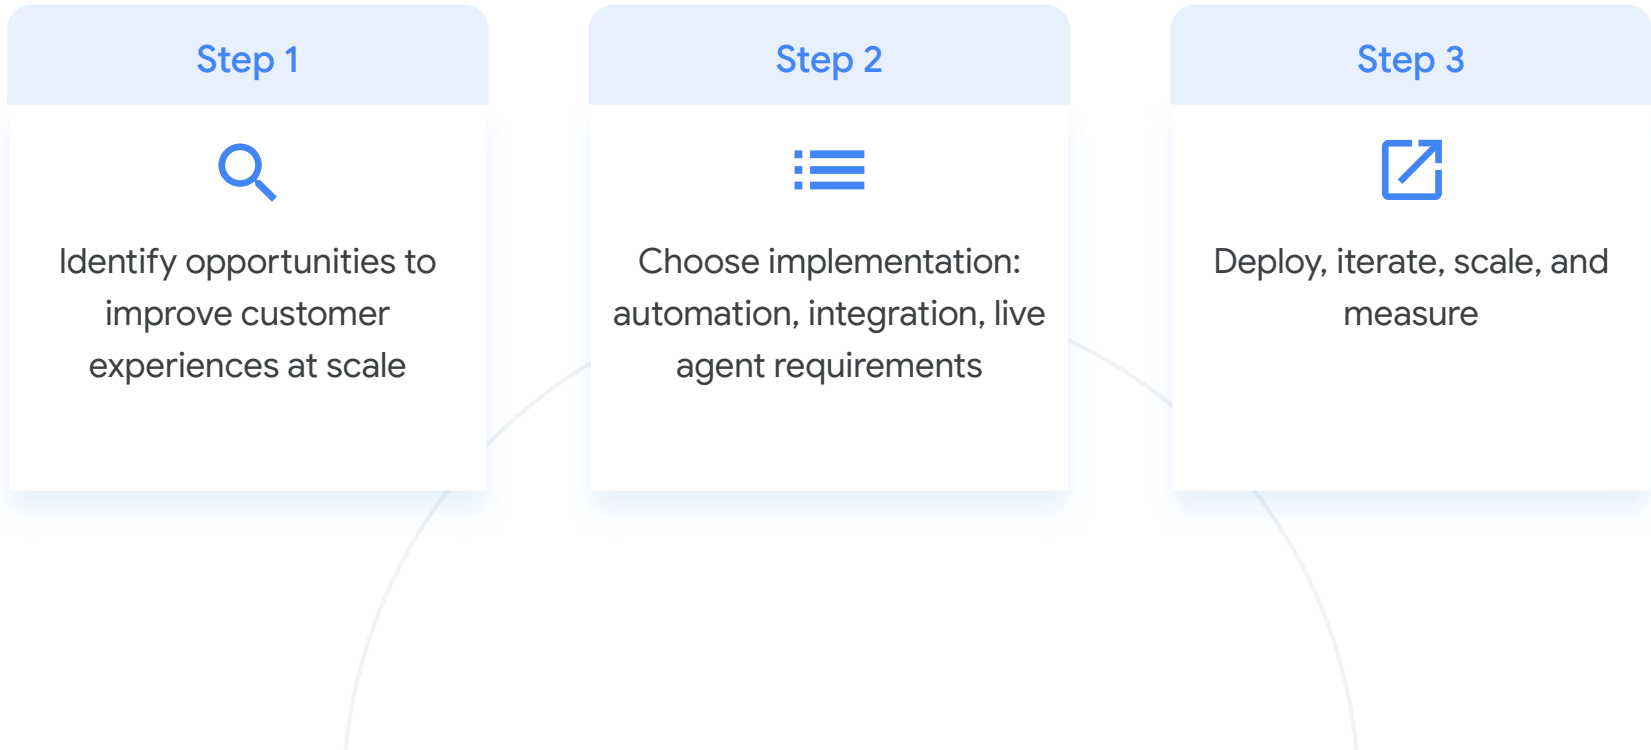 Step 1
Identify opportunities to
improve customer
experiences at scale
Step 2
Choose implementation:
automation, integration, live
agent requirements
Step 3
Deploy, iterate, scale, and
measure